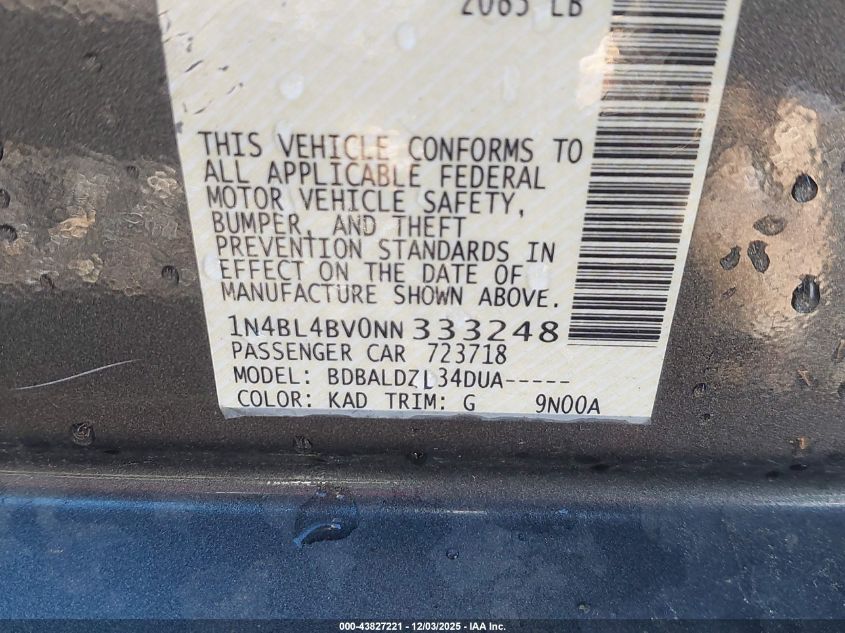 2065 LB
THIS VEHICLE CONFORMS TO
ALL APPLICABLE FEDERAL
MOTOR VEHICLE SAFETY,
BUMPER, AND THEFT
PREVENTION STANDARDS IN
EFFECT ON THE DATE OF
MANUFACTURE SHOWN ABOVE.
1N4BL4BV0NN333248
PASSENGER CAR 723718
MODEL: BDBALDZL34DUA-----
COLOR: KAD TRIM: G 9N00A
000-43827221 - 12/03/2025 - IAA Inc.